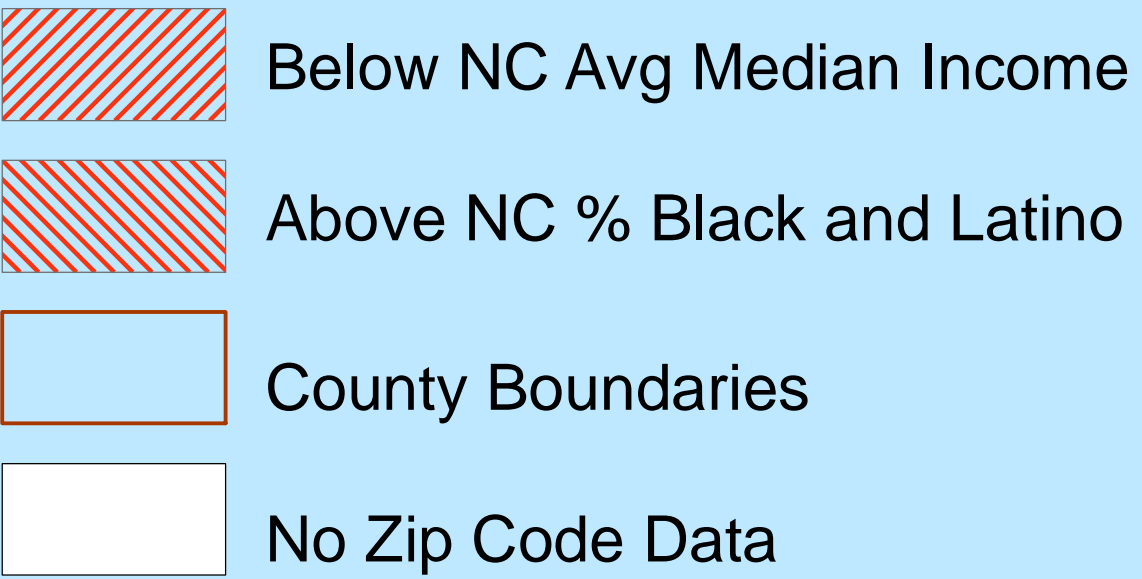 Below NC Avg Median Income
Above NC % Black and Latino
County Boundaries
No Zip Code Data